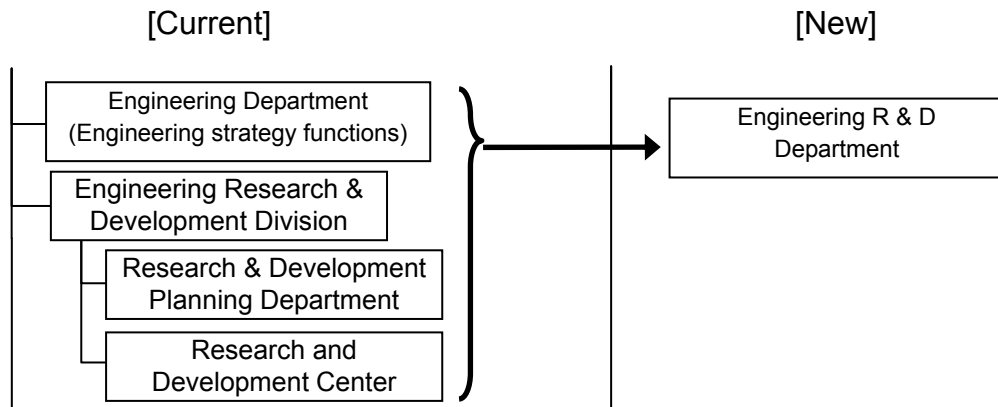 [Current]
[New]
Engineering Department
(Engineering strategy functions)
Engineering Research &
Development Division
Research & Development
Planning Department
Research and
Development Center
Engineering R & D
Department